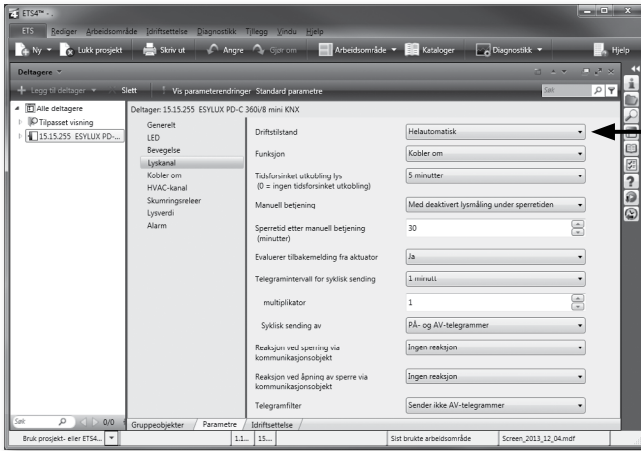 ETS4™ - .
ETS Rediger Arbeidsområde Idriftsettelse Diagnostikk Tjllegg Vindu Hjelp
Ny Lukk prosjekt Skriv ut Angre Gjør om Arbeidsområde Kataloger Diagnostikk Hjelp
Deltagere
Legg til deltager Slett Vis parameterendringer Standard parametre Søk
Alle deltagere
Tilpasset visning
15.15.255 ESYLUX PD-...
Deltager: 15.15.255 ESYLUX PD-C 360i/8 mini KNX
Generelt
LED
Bevegelse
Lyskanal
Kobler om
HVAC-kanal
Skumringsreleer
Lysverdi
Alarm
Driftstilstand Helautomatisk
Funksjon Kobler om
Tidsforsinket utkobling lys
(0 = ingen tidsforsinket utkobling) 5 minutter
Manuell betjening Med deaktivert lysmåling under sperretiden
Sperretid etter manuell betjening
(minutter) 30
Evaluerer tilbakemelding fra aktuator Ja
Telegramintervall for syklisk sending 1 minutt
multiplikator 1
Syklisk sending av PÅ- og AV-telegrammer
Reaksjon ved sperring via
kommunikasjonsobjekt Ingen reaksjon
Reaksjon ved åpning av sperre via
kommunikasjonsobjekt Ingen reaksjon
Telegramfilter Sender ikke AV-telegrammer
Søk 0/0
Gruppeobjekter Parametre Idriftsettelse
Bruk prosjekt- eller ETS4... 1.1... 15... Sist brukte arbeidsområde Screen_2013_12_04.mdf